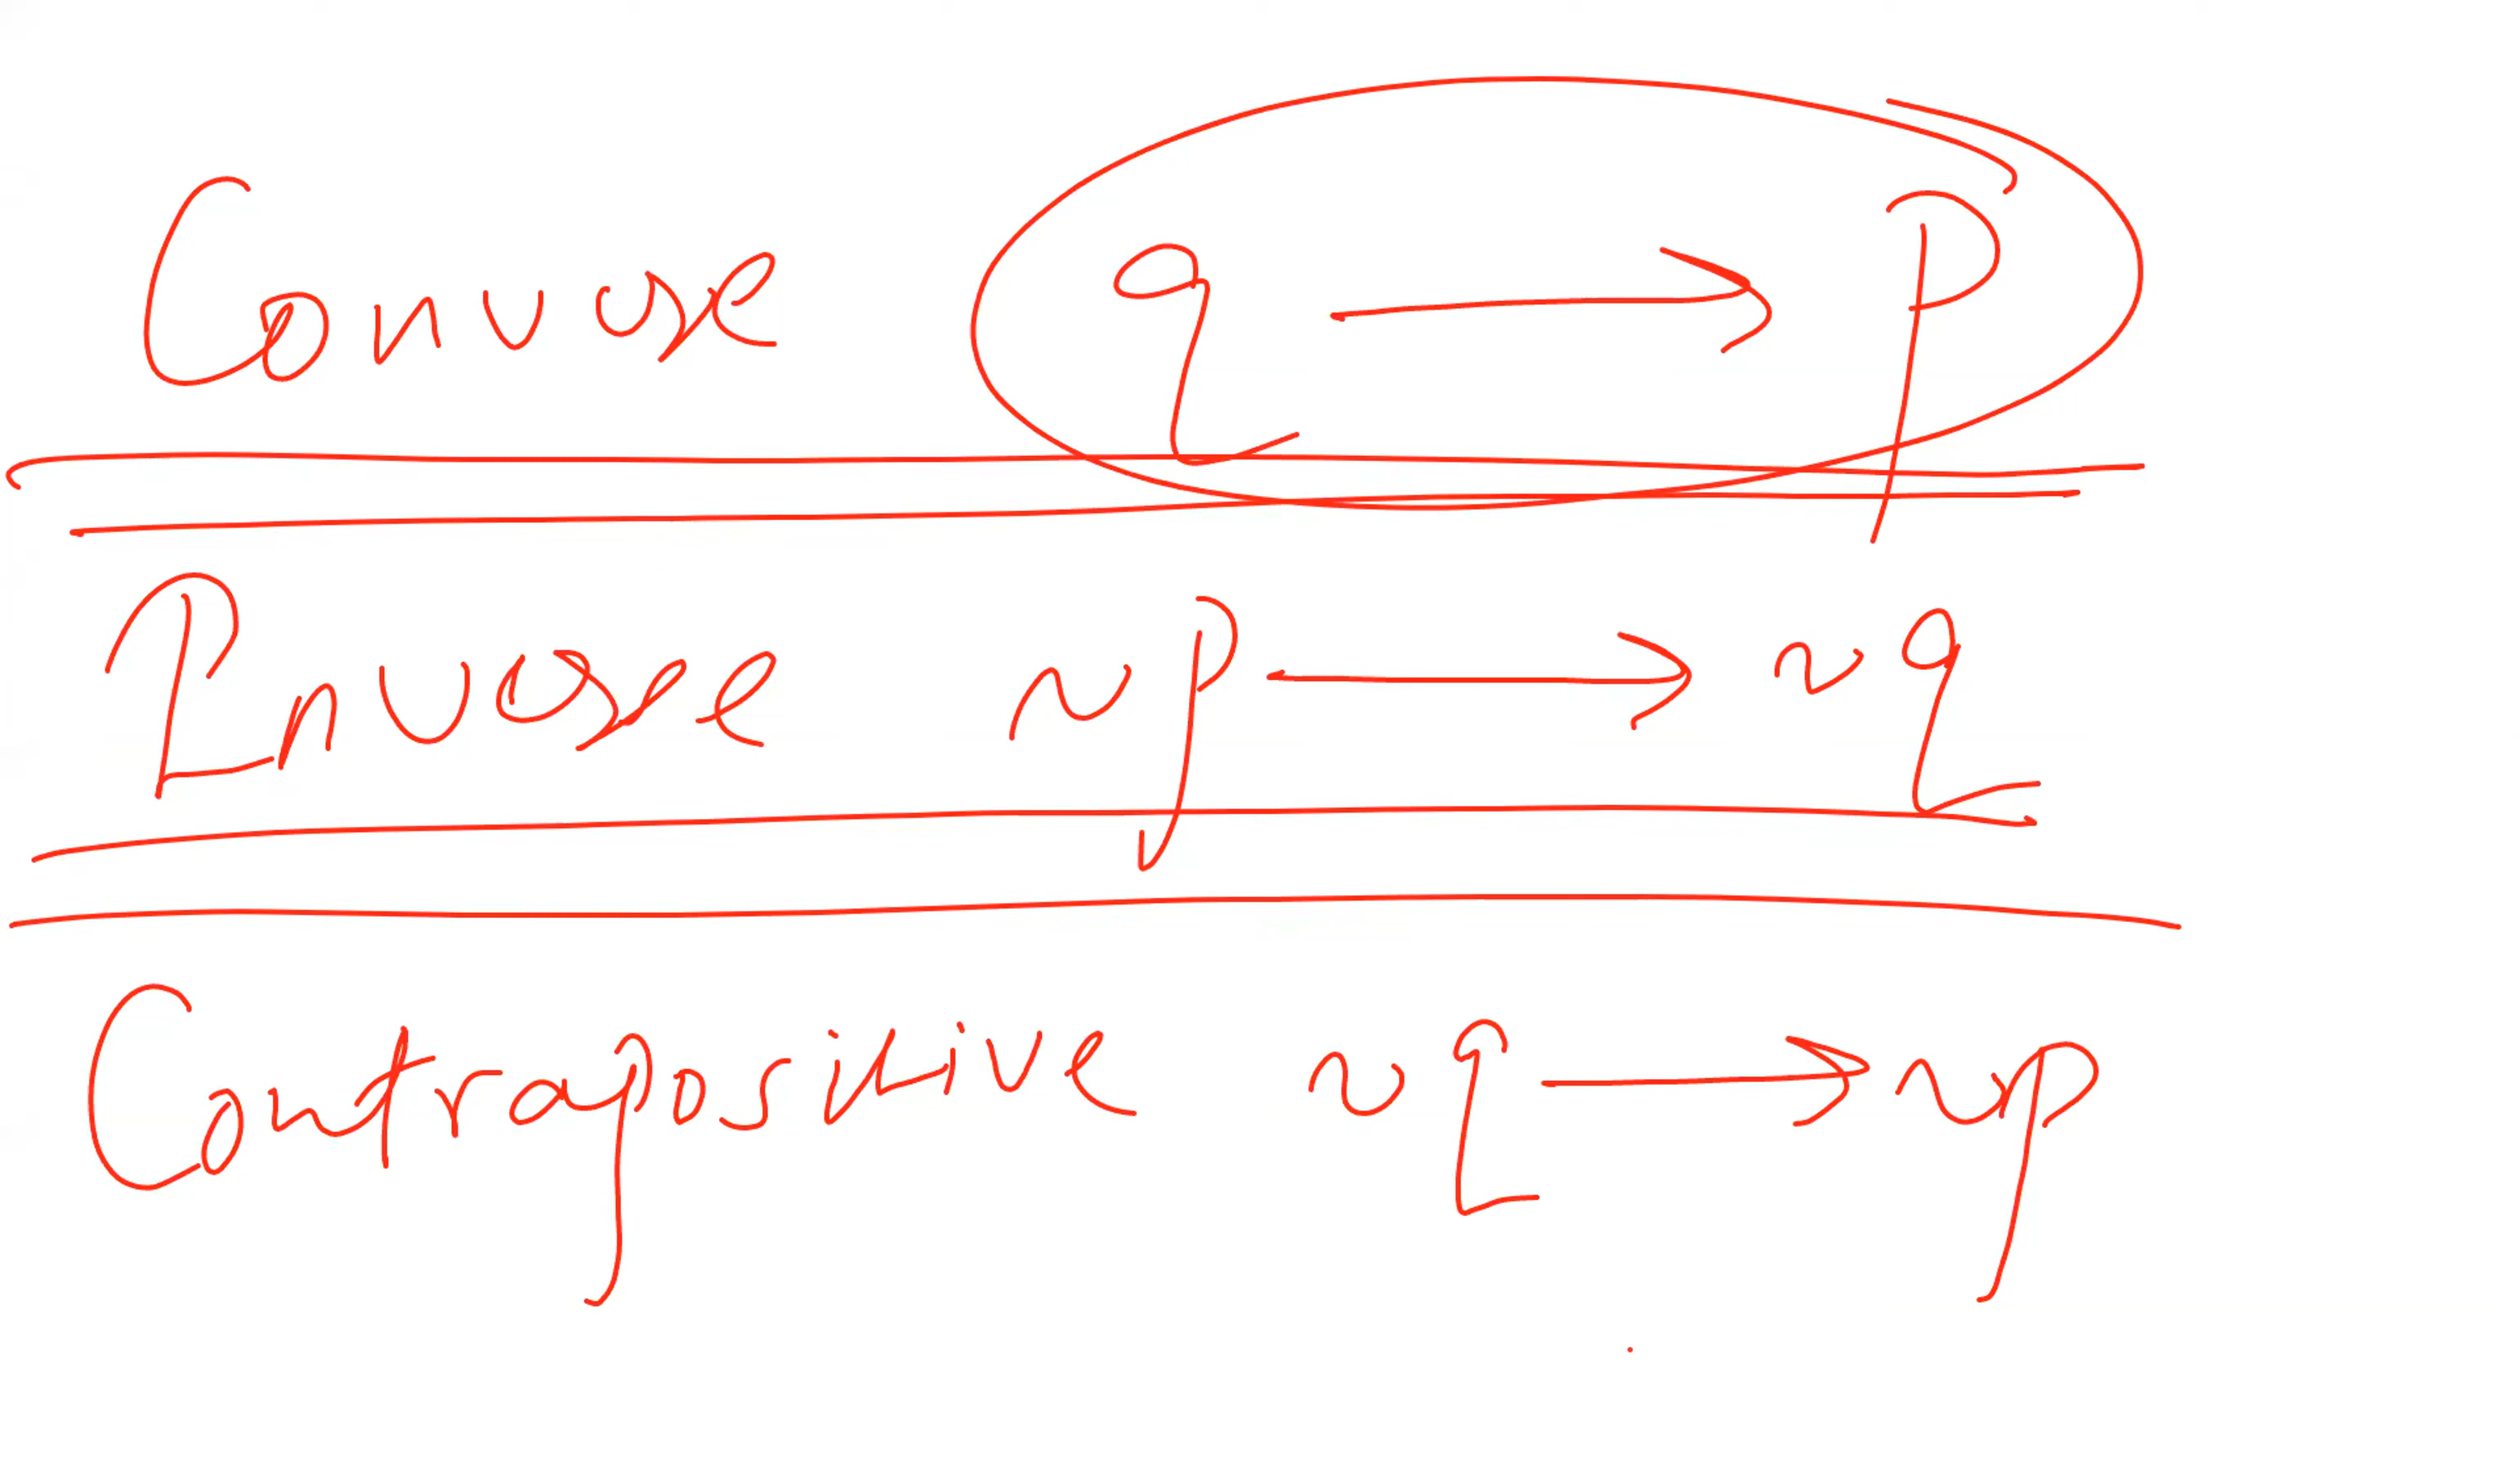 Converse q → p
Inverse ~p → ~q
Contrapositive ~q → ~p